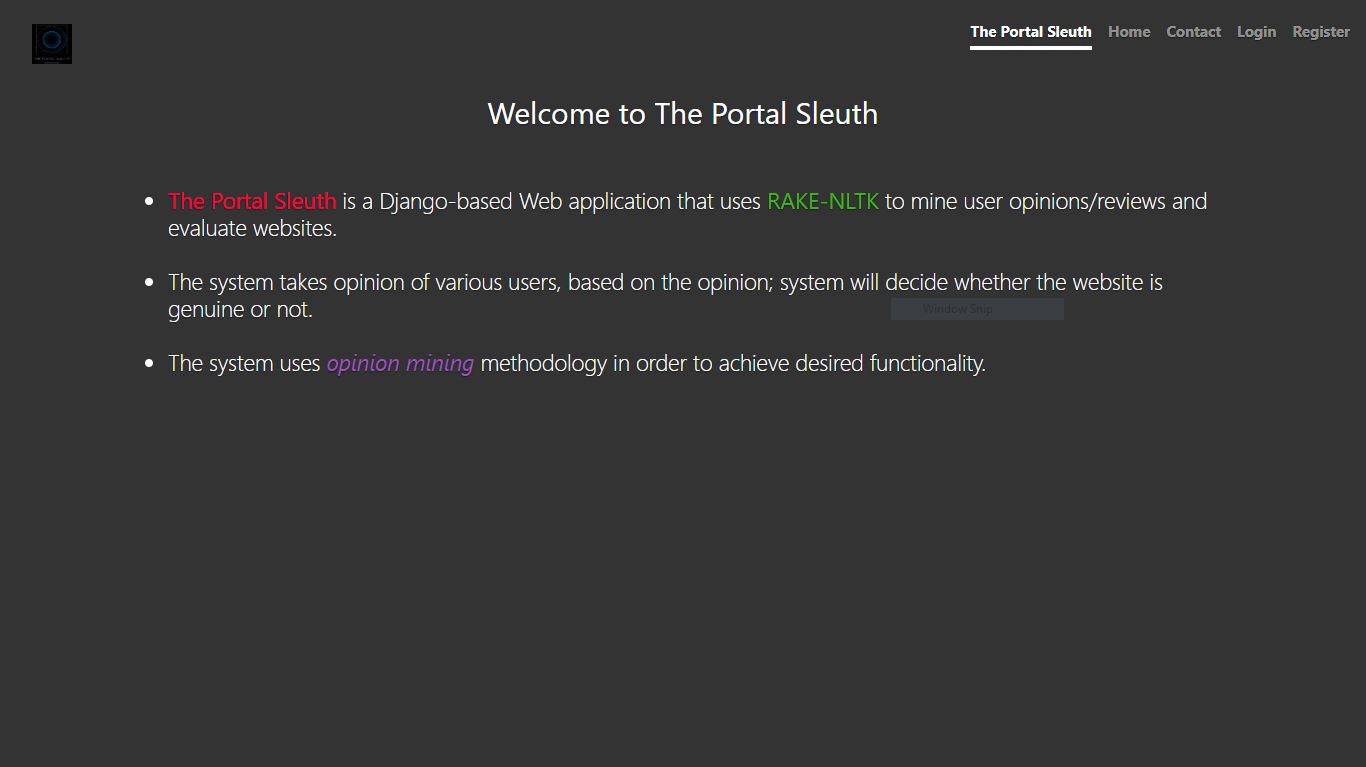 The Portal Sleuth Home Contact Login Register
Welcome to The Portal Sleuth
The Portal Sleuth is a Django-based Web application that uses RAKE-NLTK to mine user opinions/reviews and
evaluate websites.
The system takes opinion of various users, based on the opinion; system will decide whether the website is
genuine or not.
Window Snip
The system uses opinion mining methodology in order to achieve desired functionality.